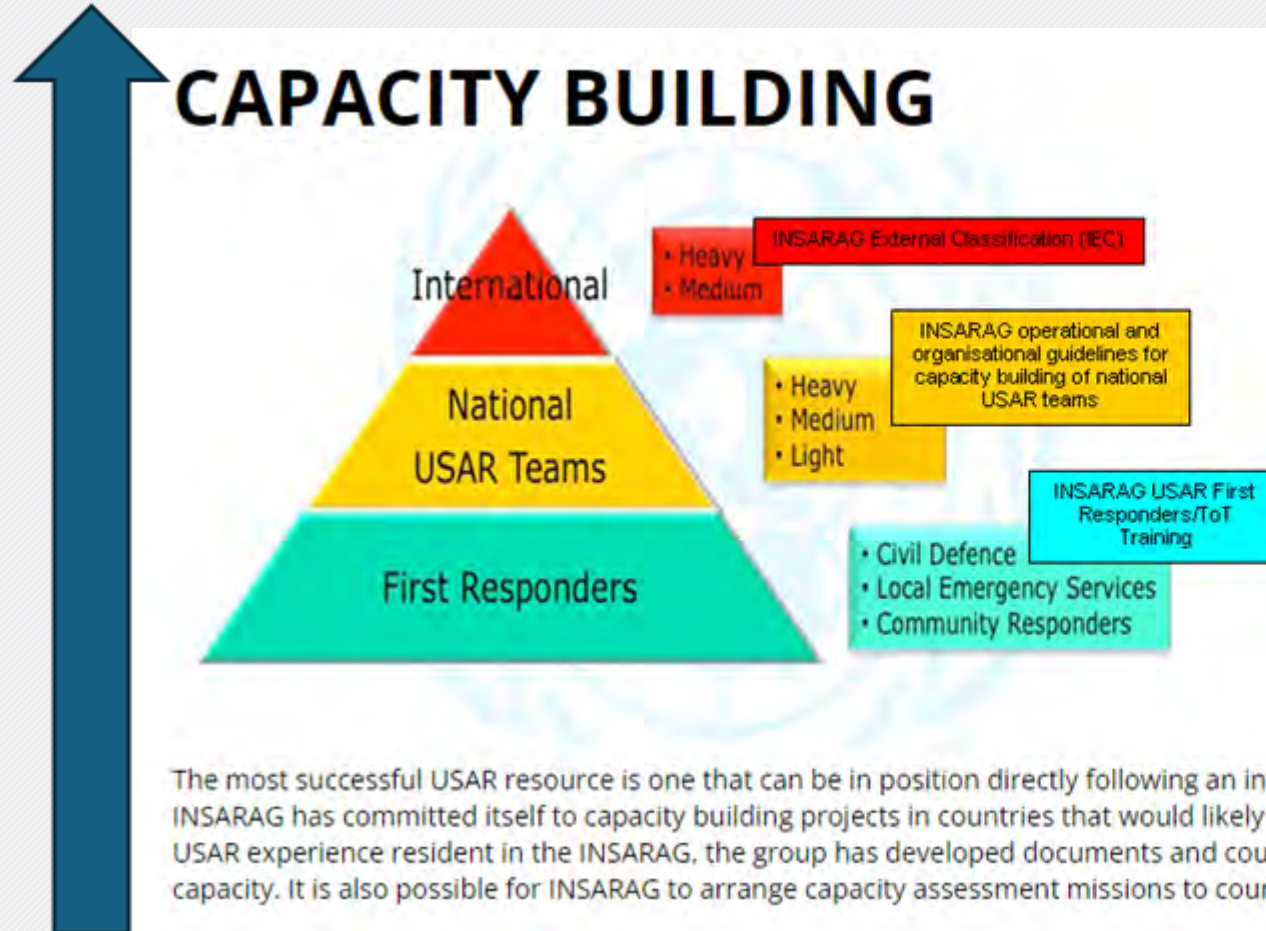 CAPACITY BUILDING
International
• Heavy
• Medium
INSARAG External Classification (IEC)
National
USAR Teams
• Heavy
• Medium
• Light
INSARAG operational and
organisational guidelines for
capacity building of national
USAR teams
First Responders
• Civil Defence
• Local Emergency Services
• Community Responders
INSARAG USAR First
Responders/ToT
Training
The most successful USAR resource is one that can be in position directly following an
INSARAG has committed itself to capacity building projects in countries that would likely
USAR experience resident in the INSARAG, the group has developed documents and
capacity. It is also possible for INSARAG to arrange capacity assessment missions to